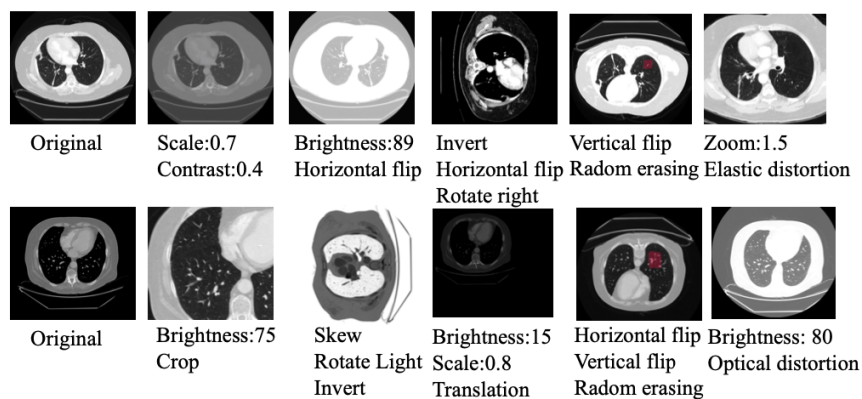 Original
Scale:0.7
Contrast:0.4
Brightness:89
Horizontal flip
Invert
Horizontal flip
Rotate right
Vertical flip
Radom erasing
Zoom:1.5
Elastic distortion
Original
Brightness:75
Crop
Skew
Rotate Light
Invert
Brightness:15
Scale:0.8
Translation
Horizontal flip
Vertical flip
Radom erasing
Brightness: 80
Optical distortion